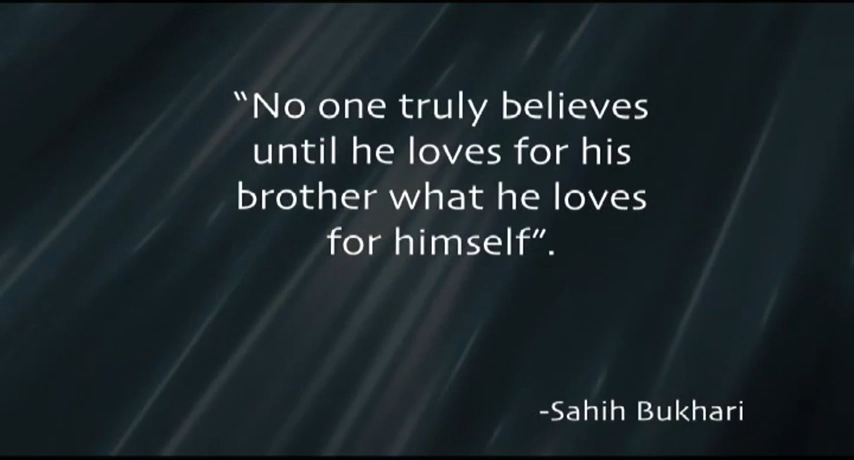 “No one truly believes
until he loves for his
brother what he loves
for himself”.
-Sahih Bukhari